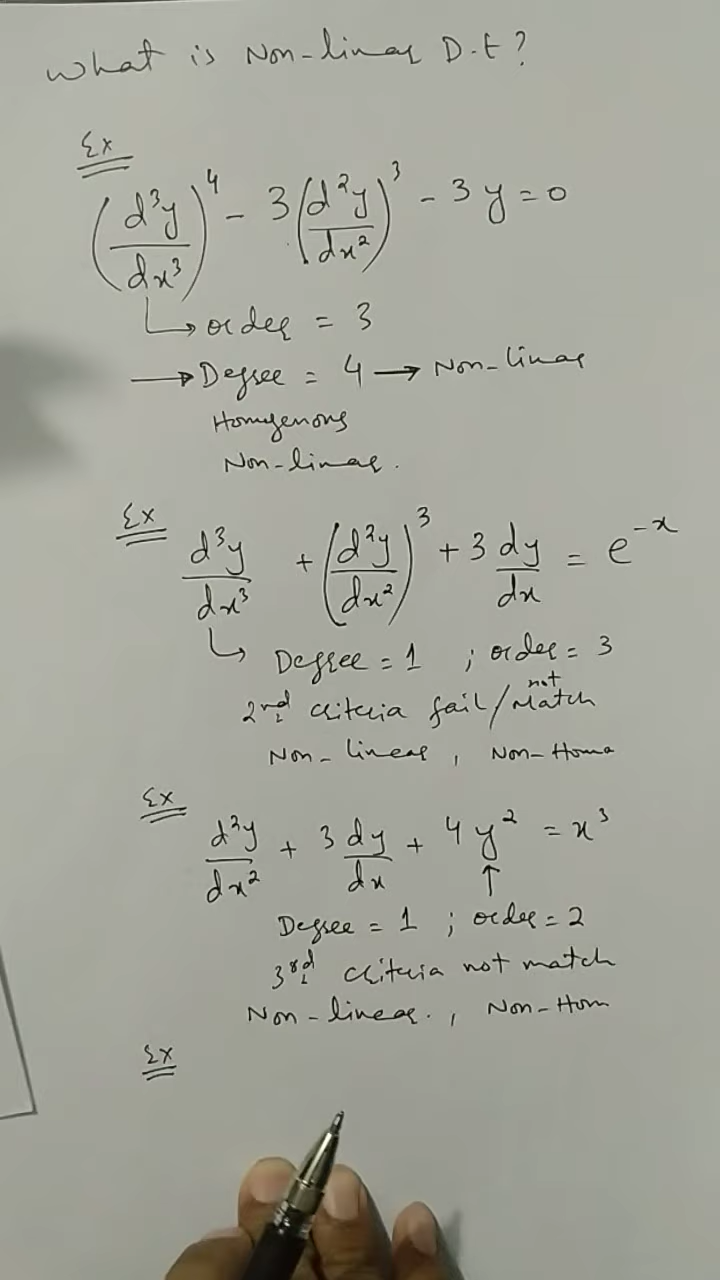 What is Non-linear D.E?
Ex
(d³y/dx³)⁴ - 3(d²y/dx²)³ - 3y = 0
↳ order = 3
→ Degree = 4 → Non-linear
Homogenous
Non-linear.
Ex
d³y/dx³ + (d²y/dx²)³ + 3 dy/dx = e⁻ˣ
↳ Degree = 1 ; order = 3
2nd criteria fail/not Match
Non-linear, Non-Homo
Ex
d²y/dx² + 3 dy/dx + 4y² = x³
↑
Degree = 1 ; order = 2
3rd criteria not match
Non-linear., Non-Hom
Ex